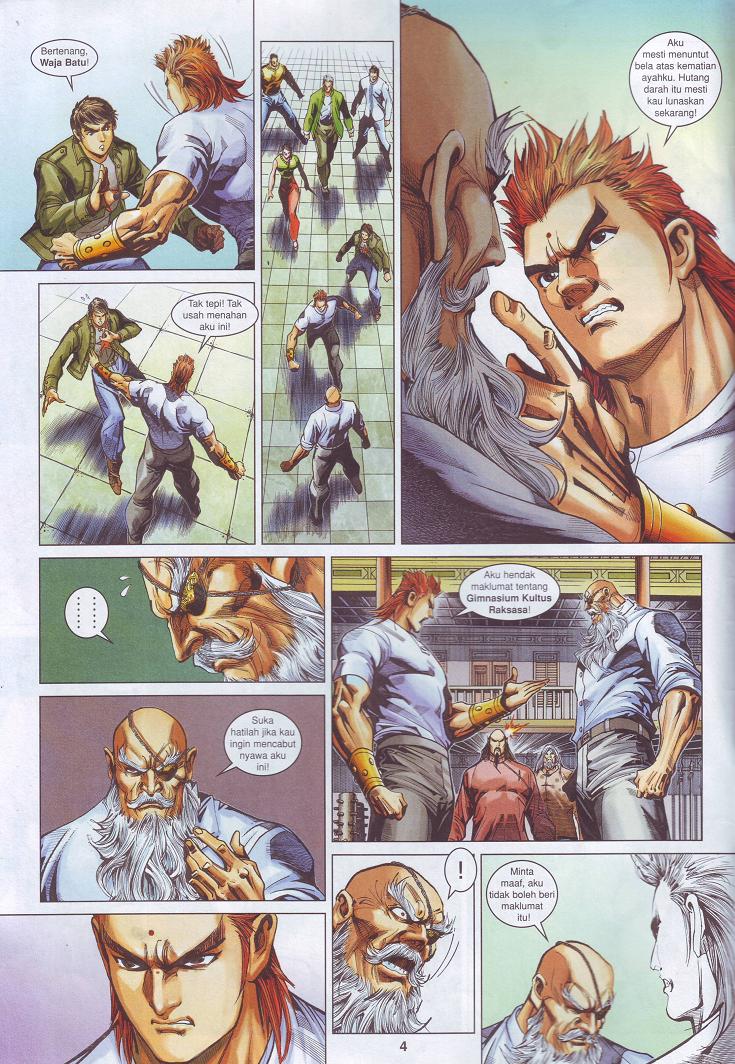 Bertenang,
Waja Batu!
Aku
mesti menuntut
bela atas kematian
ayahku. Hutang
darah itu mesti
kau lunaskan
sekarang!
Tak tepi! Tak
usah menahan
aku ini!
......
Aku hendak
maklumat tentang
Gimnasium Kultus
Raksasa!
Suka
hatilah jika kau
ingin mencabut
nyawa aku
ini!
!
Minta
maaf, aku
tidak boleh beri
maklumat
itu!
4